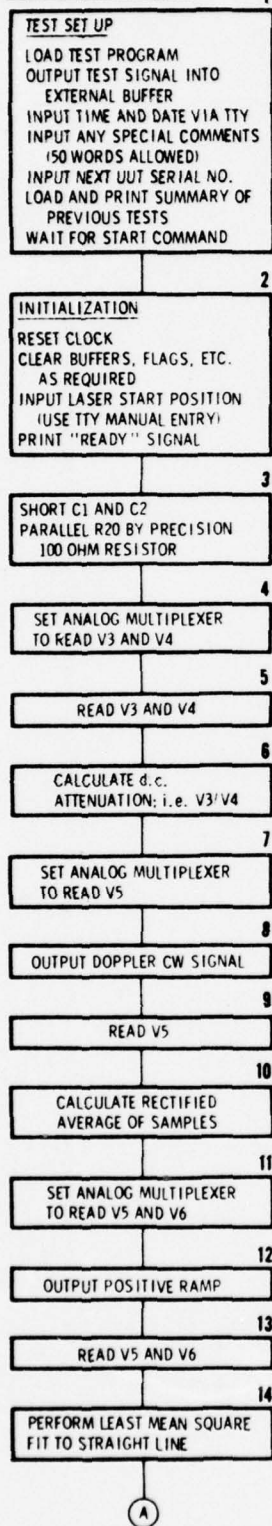 1
TEST SET UP
LOAD TEST PROGRAM
OUTPUT TEST SIGNAL INTO
EXTERNAL BUFFER
INPUT TIME AND DATE VIA TTY
INPUT ANY SPECIAL COMMENTS
(50 WORDS ALLOWED)
INPUT NEXT UUT SERIAL NO.
LOAD AND PRINT SUMMARY OF
PREVIOUS TESTS
WAIT FOR START COMMAND
2
INITIALIZATION
RESET CLOCK
CLEAR BUFFERS, FLAGS, ETC.
AS REQUIRED
INPUT LASER START POSITION
(USE TTY MANUAL ENTRY)
PRINT "READY" SIGNAL
3
SHORT C1 AND C2
PARALLEL R20 BY PRECISION
100 OHM RESISTOR
4
SET ANALOG MULTIPLEXER
TO READ V3 AND V4
5
READ V3 AND V4
6
CALCULATE d.c.
ATTENUATION; i.e. V3/V4
7
SET ANALOG MULTIPLEXER
TO READ V5
8
OUTPUT DOPPLER CW SIGNAL
9
READ V5
10
CALCULATE RECTIFIED
AVERAGE OF SAMPLES
11
SET ANALOG MULTIPLEXER
TO READ V5 AND V6
12
OUTPUT POSITIVE RAMP
13
READ V5 AND V6
14
PERFORM LEAST MEAN SQUARE
FIT TO STRAIGHT LINE
A